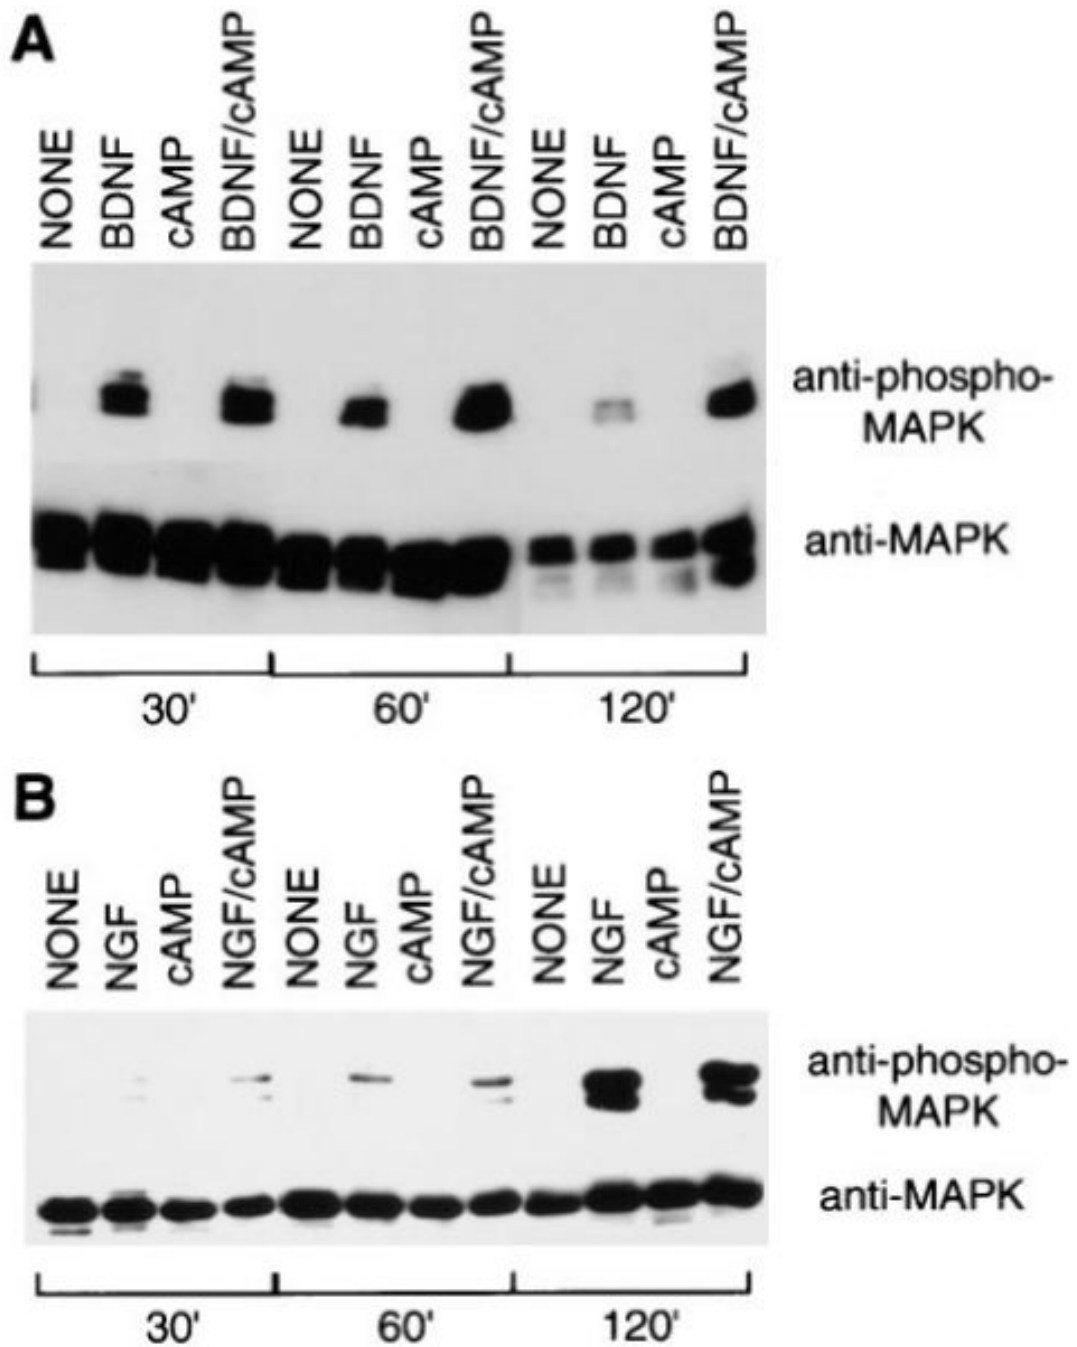 A
NONE
BDNF
cAMP
BDNF/cAMP
NONE
BDNF
cAMP
BDNF/cAMP
NONE
BDNF
cAMP
BDNF/cAMP
anti-phospho-
MAPK
anti-MAPK
30'
60'
120'
B
NONE
NGF
cAMP
NGF/cAMP
NONE
NGF
cAMP
NGF/cAMP
NONE
NGF
cAMP
NGF/cAMP
anti-phospho-
MAPK
anti-MAPK
30'
60'
120'